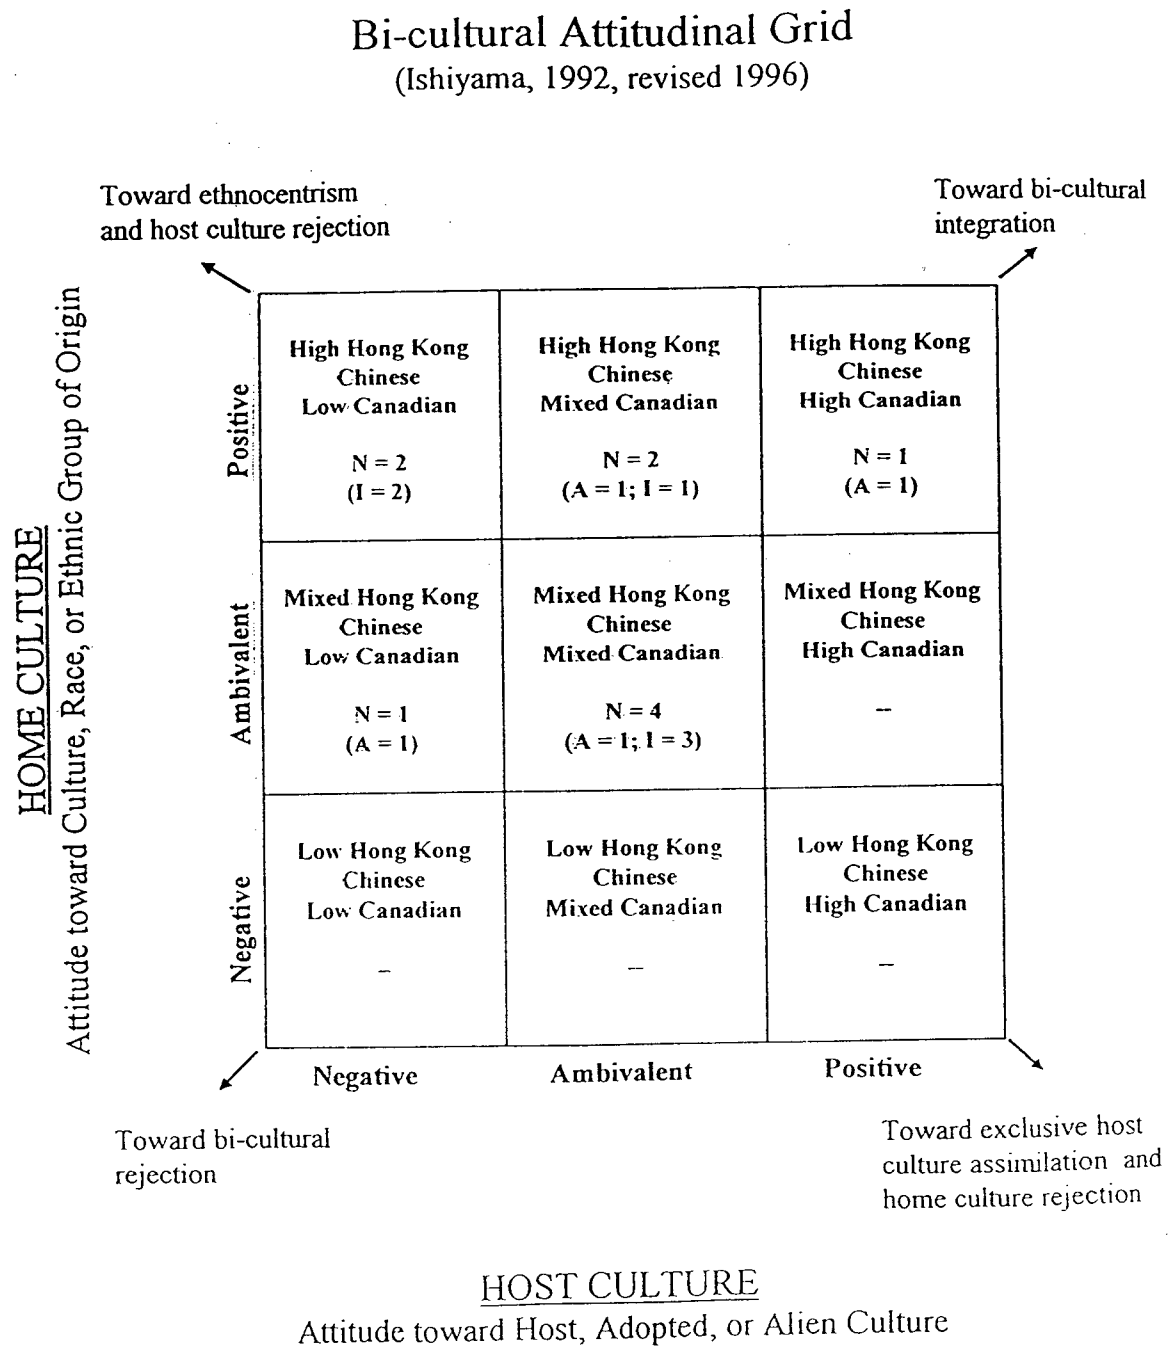 Bi-cultural Attitudinal Grid
(Ishiyama, 1992, revised 1996)
Toward ethnocentrism
and host culture rejection
Toward bi-cultural
integration
HOME CULTURE
Attitude toward Culture, Race, or Ethnic Group of Origin
Positive
High Hong Kong
Chinese
Low Canadian
N = 2
(I = 2)
High Hong Kong
Chinese
Mixed Canadian
N = 2
(A = 1; I = 1)
High Hong Kong
Chinese
High Canadian
N = 1
(A = 1)
Ambivalent
Mixed Hong Kong
Chinese
Low Canadian
N = 1
(A = 1)
Mixed Hong Kong
Chinese
Mixed Canadian
N = 4
(A = 1; I = 3)
Mixed Hong Kong
Chinese
High Canadian
–
Negative
Low Hong Kong
Chinese
Low Canadian
–
Low Hong Kong
Chinese
Mixed Canadian
–
Low Hong Kong
Chinese
High Canadian
–
Negative
Ambivalent
Positive
Toward bi-cultural
rejection
Toward exclusive host
culture assimilation and
home culture rejection
HOST CULTURE
Attitude toward Host, Adopted, or Alien Culture